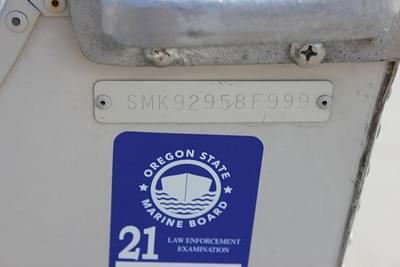 SMK92958F999
OREGON STATE
MARINE BOARD
21
LAW ENFORCEMENT
EXAMINATION